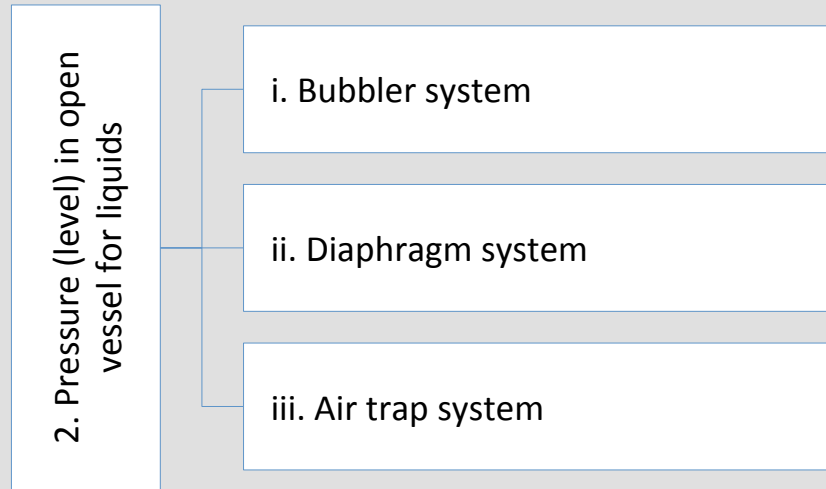 2. Pressure (level) in open
vessel for liquids
i. Bubbler system
ii. Diaphragm system
iii. Air trap system